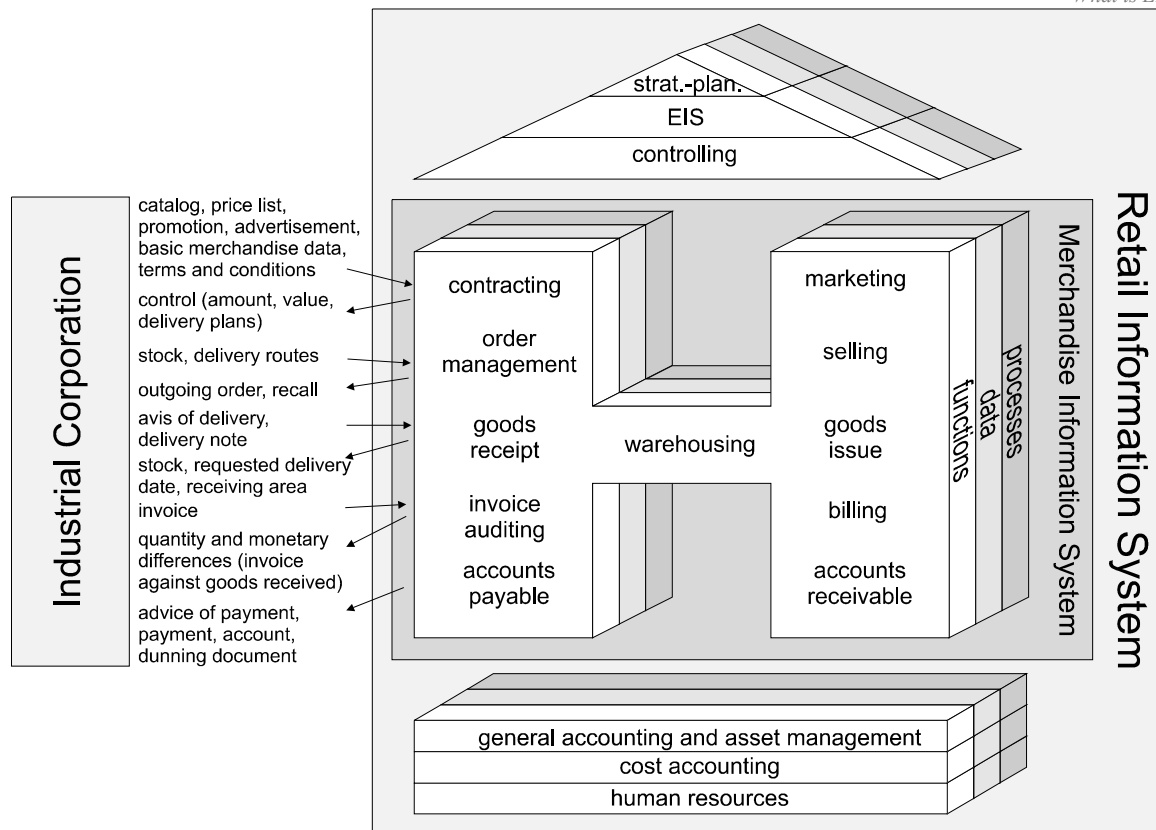 What is E
strat.-plan.
EIS
controlling
Industrial Corporation
catalog, price list,
promotion, advertisement,
basic merchandise data,
terms and conditions
control (amount, value,
delivery plans)
stock, delivery routes
outgoing order, recall
avis of delivery,
delivery note
stock, requested delivery
date, receiving area
invoice
quantity and monetary
differences (invoice
against goods received)
advice of payment,
payment, account,
dunning document
contracting
order
management
goods
receipt
invoice
auditing
accounts
payable
warehousing
marketing
selling
goods
issue
billing
accounts
receivable
functions
data
processes
Merchandise Information System
Retail Information System
general accounting and asset management
cost accounting
human resources